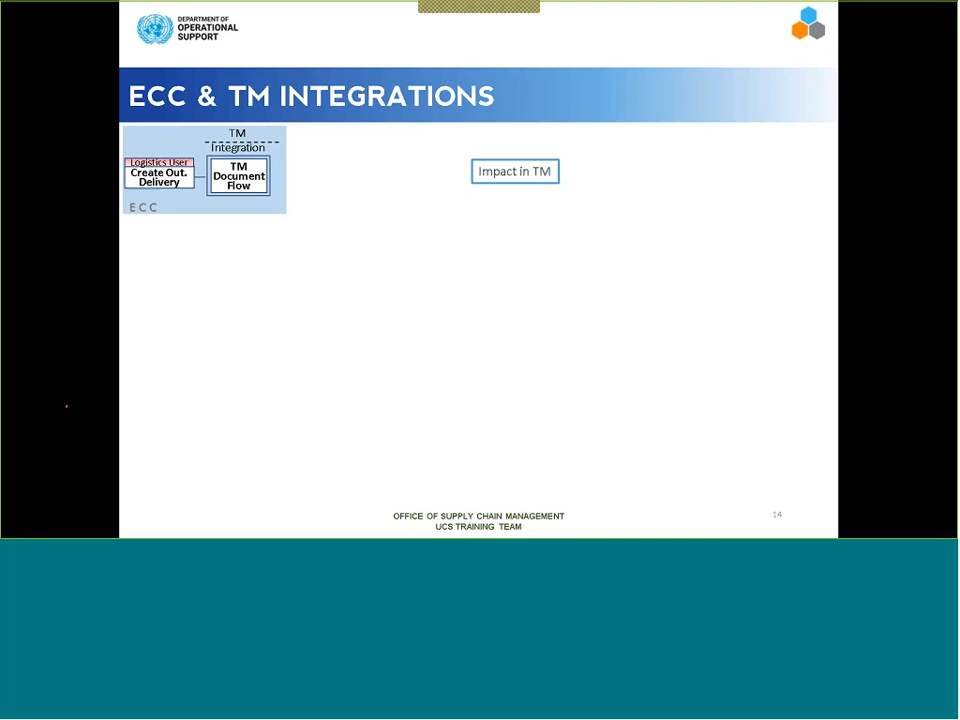 DEPARTMENT OF
OPERATIONAL
SUPPORT
ECC & TM INTEGRATIONS
TM
Integration
Logistics User
Create Out.
Delivery
TM
Document
Flow
ECC
Impact in TM
OFFICE OF SUPPLY CHAIN MANAGEMENT
UCS TRAINING TEAM
14